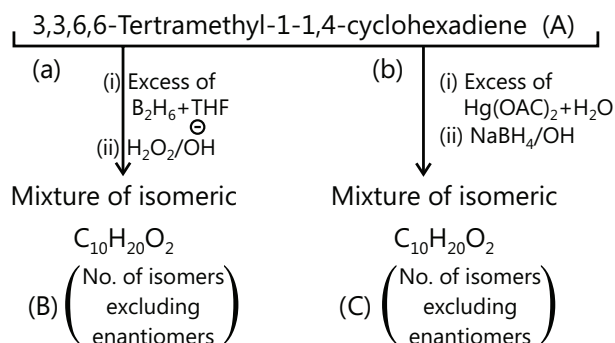 3,3,6,6-Tertramethyl-1-1,4-cyclohexadiene (A)
(a)
(i) Excess of
B₂H₆+THF
(ii) H₂O₂/O̶H⊖
Mixture of isomeric
C₁₀H₂₀O₂
(B) (No. of isomers
excluding
enantiomers)
(b)
(i) Excess of
Hg(OAC)₂+H₂O
(ii) NaBH₄/OH
Mixture of isomeric
C₁₀H₂₀O₂
(C) (No. of isomers
excluding
enantiomers)